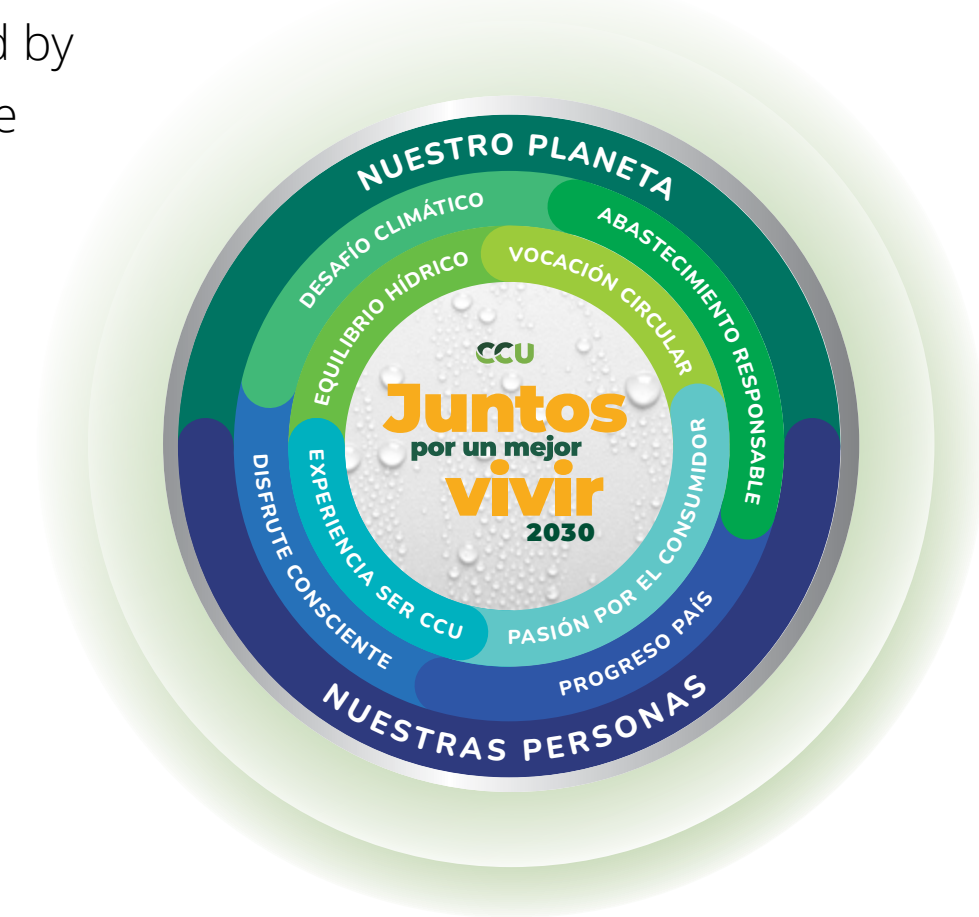 d by
e
NUESTRO PLANETA
DESAFÍO CLIMÁTICO
ABASTECIMIENTO RESPONSABLE
EQUILIBRIO HÍDRICO
VOCACIÓN CIRCULAR
CCU
Juntos
por un mejor
vivir
2030
EXPERIENCIA SER CCU
PASIÓN POR EL CONSUMIDOR
DISFRUTE CONSCIENTE
PROGRESO PAÍS
NUESTRAS PERSONAS